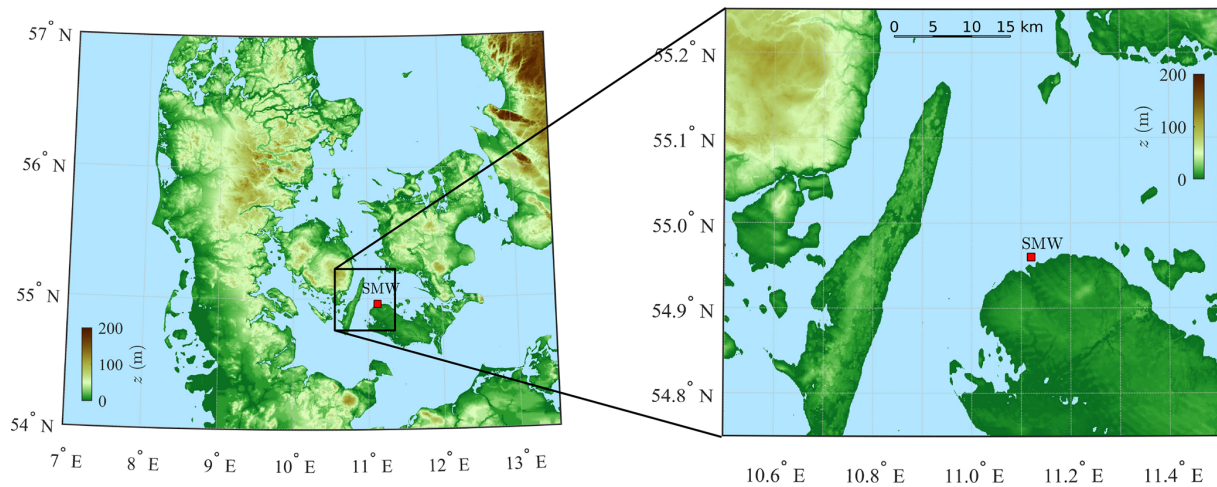 57° N
56° N
55° N
54° N
7° E
8° E
9° E
10° E
11° E
12° E
13° E
SMW
200
100
0
z (m)
0 5 10 15 km
55.2° N
55.1° N
55.0° N
54.9° N
54.8° N
10.6° E
10.8° E
11.0° E
11.2° E
11.4° E
SMW
200
100
0
z (m)